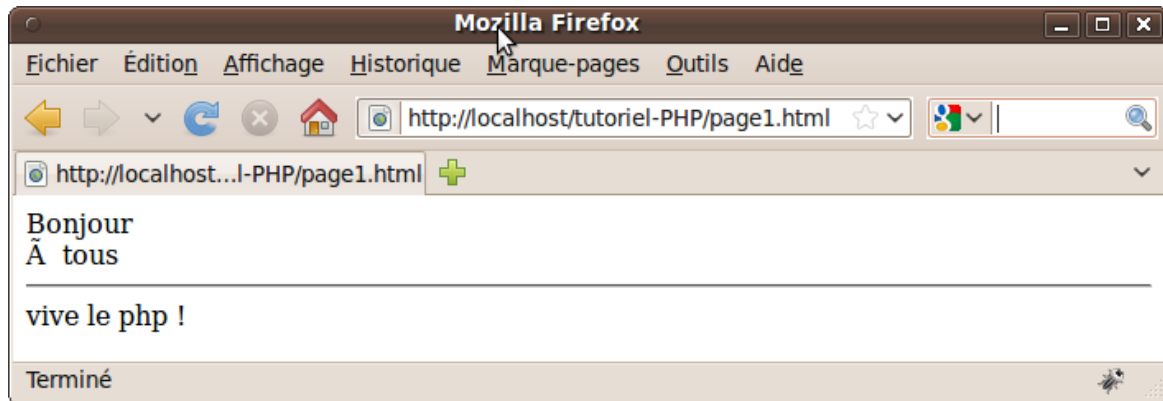 Mozilla Firefox
Fichier Édition Affichage Historique Marque-pages Outils Aide
http://localhost/tutoriel-PHP/page1.html
http://localhost...l-PHP/page1.html
Bonjour
Ã  tous
vive le php !
Terminé